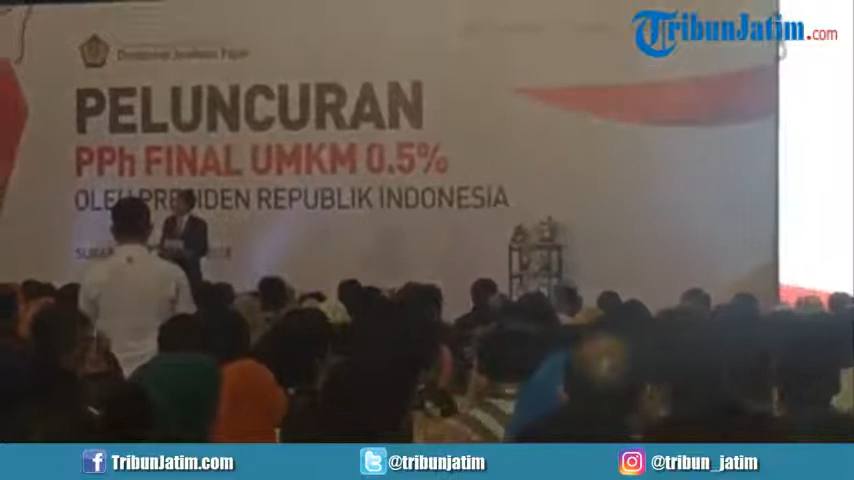 TribunJatim.com
Direktorat Jenderal Pajak
PELUNCURAN
PPh FINAL UMKM 0.5%
OLEH PRESIDEN REPUBLIK INDONESIA
TribunJatim.com
@tribunjatim
@tribun_jatim